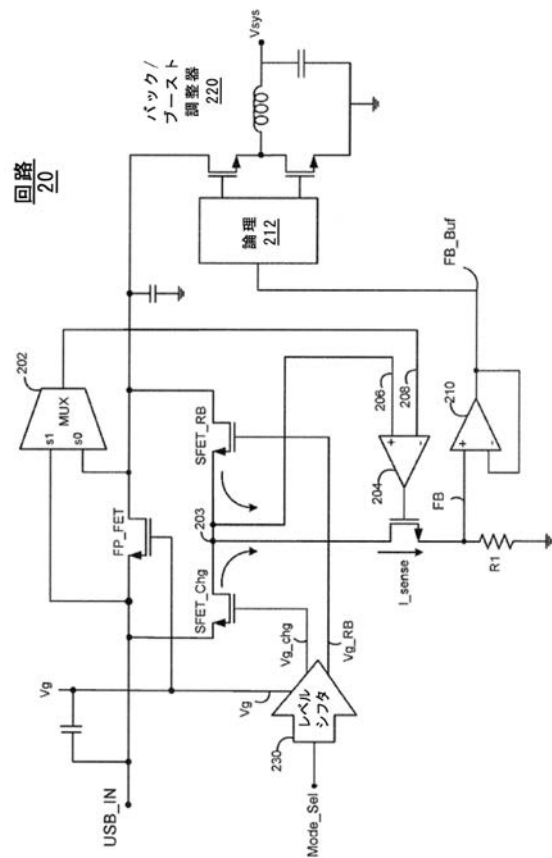 回路
20
バック/
ブースト
調整器
220
Vsys
202
MUX
s1
s0
論理
212
USB_IN
Vg
FP_FET
SFET_Chg
SFET_RB
203
206
208
204
+
-
FB_Buf
210
+
-
FB
I_sense
R1
Vg
Vg_chg
Vg_RB
レベル
シフタ
230
Mode_Sel